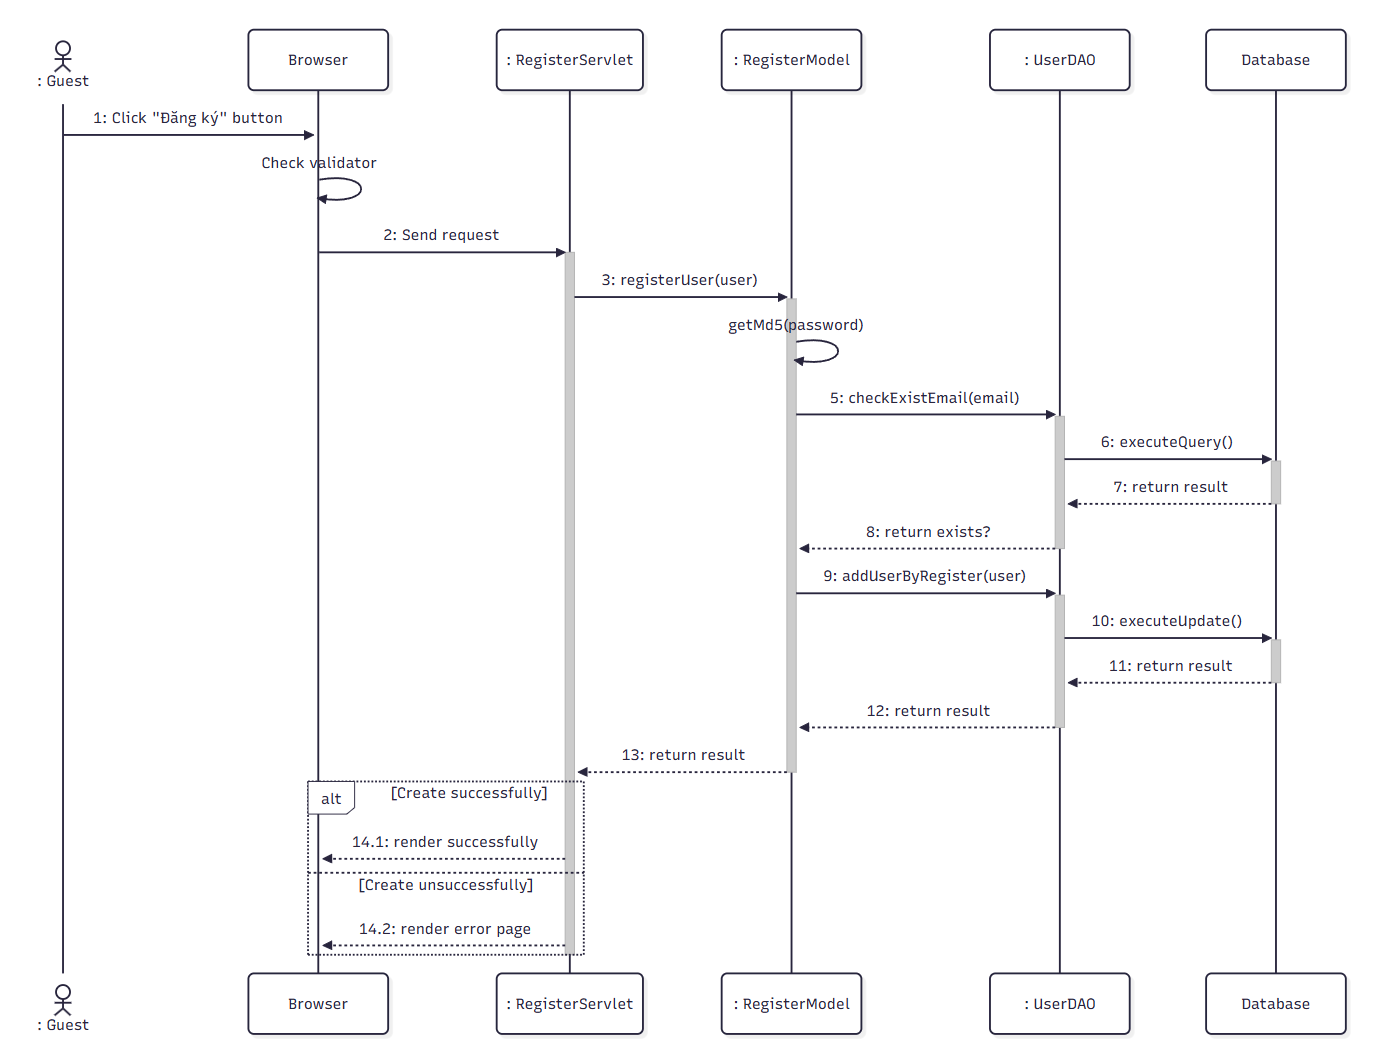 : Guest
Browser
: RegisterServlet
: RegisterModel
: UserDAO
Database
1: Click "Đăng ký" button
Check validator
2: Send request
3: registerUser(user)
getMd5(password)
5: checkExistEmail(email)
6: executeQuery()
7: return result
8: return exists?
9: addUserByRegister(user)
10: executeUpdate()
11: return result
12: return result
13: return result
alt
[Create successfully]
14.1: render successfully
[Create unsuccessfully]
14.2: render error page
: Guest
Browser
: RegisterServlet
: RegisterModel
: UserDAO
Database